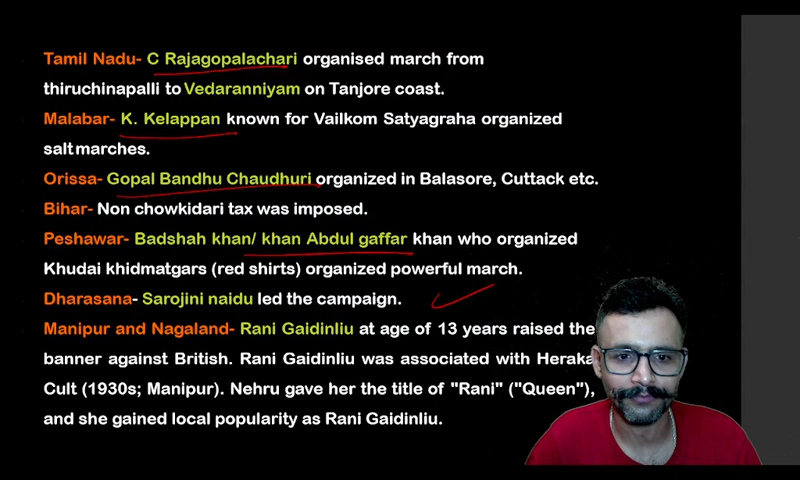 Tamil Nadu- C Rajagopalachari organised march from
thiruchinapalli to Vedaranniyam on Tanjore coast.
Malabar- K. Kelappan known for Vailkom Satyagraha organized
salt marches.
Orissa- Gopal Bandhu Chaudhuri organized in Balasore, Cuttack etc.
Bihar- Non chowkidari tax was imposed.
Peshawar- Badshah khan/ khan Abdul gaffar khan who organized
Khudai khidmatgars (red shirts) organized powerful march.
Dharasana- Sarojini naidu led the campaign.
Manipur and Nagaland- Rani Gaidinliu at age of 13 years raised the
banner against British. Rani Gaidinliu was associated with Heraka
Cult (1930s; Manipur). Nehru gave her the title of "Rani" ("Queen"),
and she gained local popularity as Rani Gaidinliu.